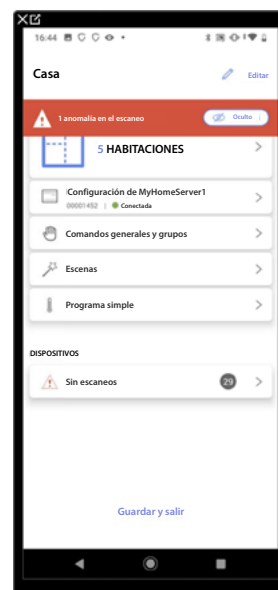 16:44
Casa
Editar
1 anomalía en el escaneo
Oculto
5 HABITACIONES
Configuración de MyHomeServer1
00001452 | Conectada
Comandos generales y grupos
Escenas
Programa simple
DISPOSITIVOS
Sin escaneos
29
Guardar y salir